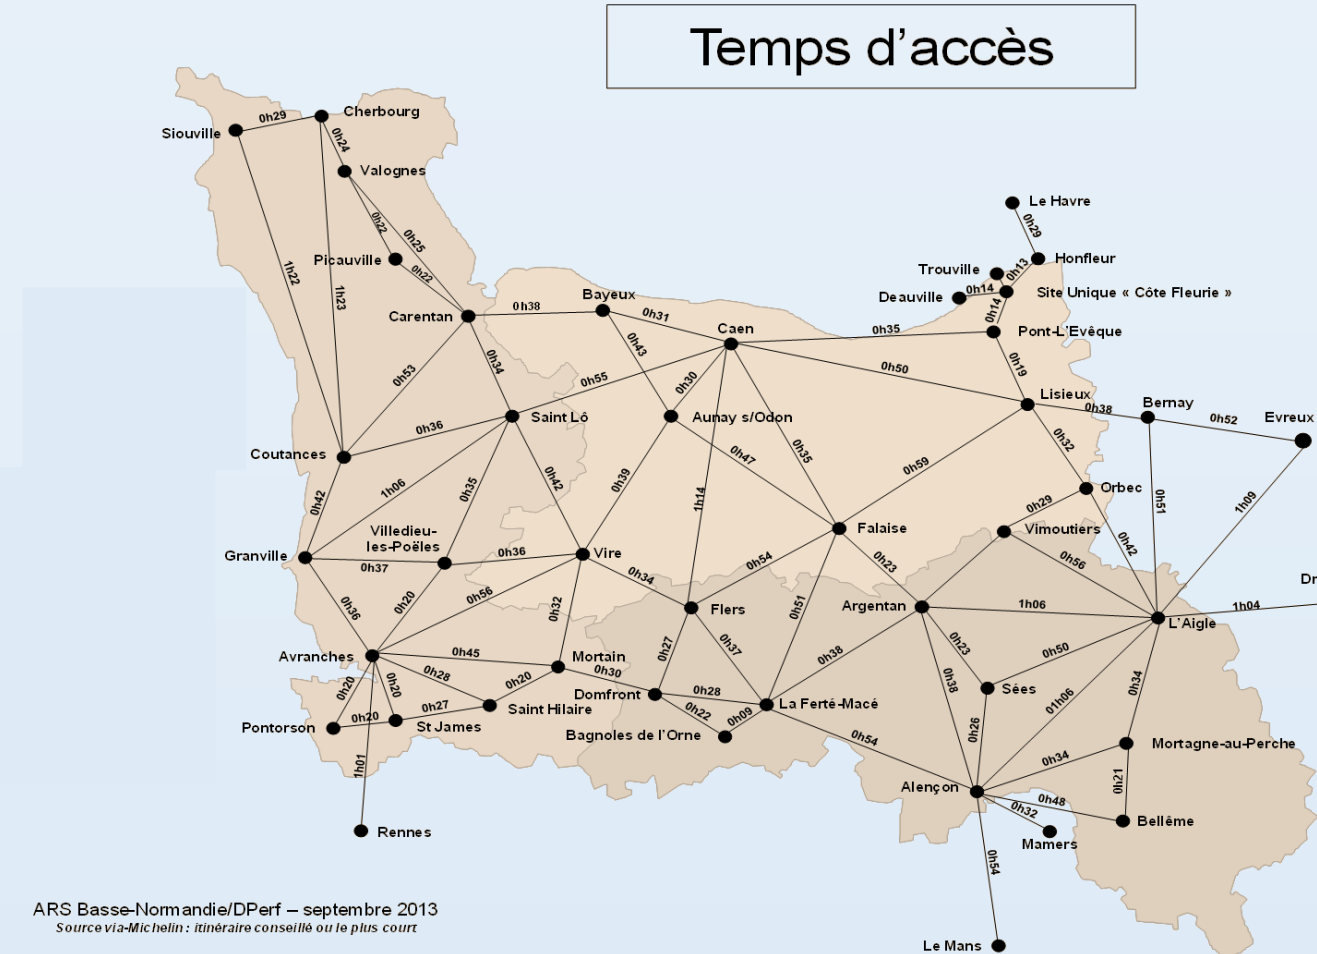 Temps d'accès
Cherbourg
0h29
Siouville
0h24
Valognes
0h22
0h25
Le Havre
0h29
Picauville
0h22
1h22
1h23
Honfleur
Trouville
0h13
Deauville
0h14
Site Unique « Côte Fleurie »
0h14
Bayeux
0h38
0h31
Carentan
Caen
0h35
Pont-L'Evêque
0h43
0h34
0h53
0h30
0h50
0h19
0h55
Lisieux
0h38
Bernay
0h52
Evreux
Saint Lô
Aunay s/Odon
0h36
0h35
0h32
Coutances
0h47
0h59
1h06
0h35
0h42
0h39
1h14
Orbec
0h29
0h51
1h09
0h42
Villedieu-
les-Poëles
Falaise
Vimoutiers
0h42
Granville
0h36
Vire
0h37
0h54
0h23
0h56
0h34
Dr
0h36
0h20
0h56
0h32
Flers
0h51
Argentan
1h06
1h04
L'Aigle
Avranches
0h45
Mortain
0h27
0h37
0h38
0h23
0h50
0h20
0h20
0h28
0h20
0h30
0h38
01h06
0h34
Domfront
0h28
Sées
Pontorson
0h20
0h27
St James
Saint Hilaire
0h22
0h09
La Ferté-Macé
Bagnoles de l'Orne
0h54
0h26
Mortagne-au-Perche
0h34
1h01
0h21
Alençon
0h48
0h32
Bellême
Rennes
Mamers
0h54
ARS Basse-Normandie/DPerf – septembre 2013
Source via-Michelin : itinéraire conseillé ou le plus court
Le Mans